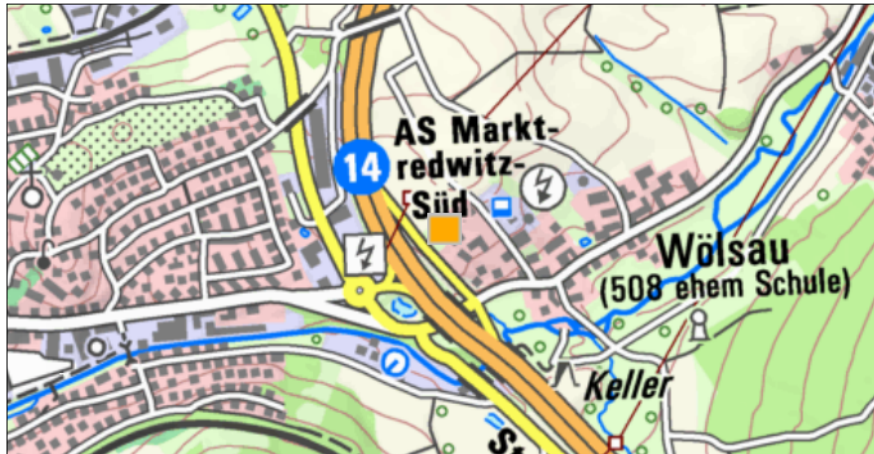 AS Markt-
14 redwitz-
Süd
Wölsau
(508 ehem Schule)
Keller